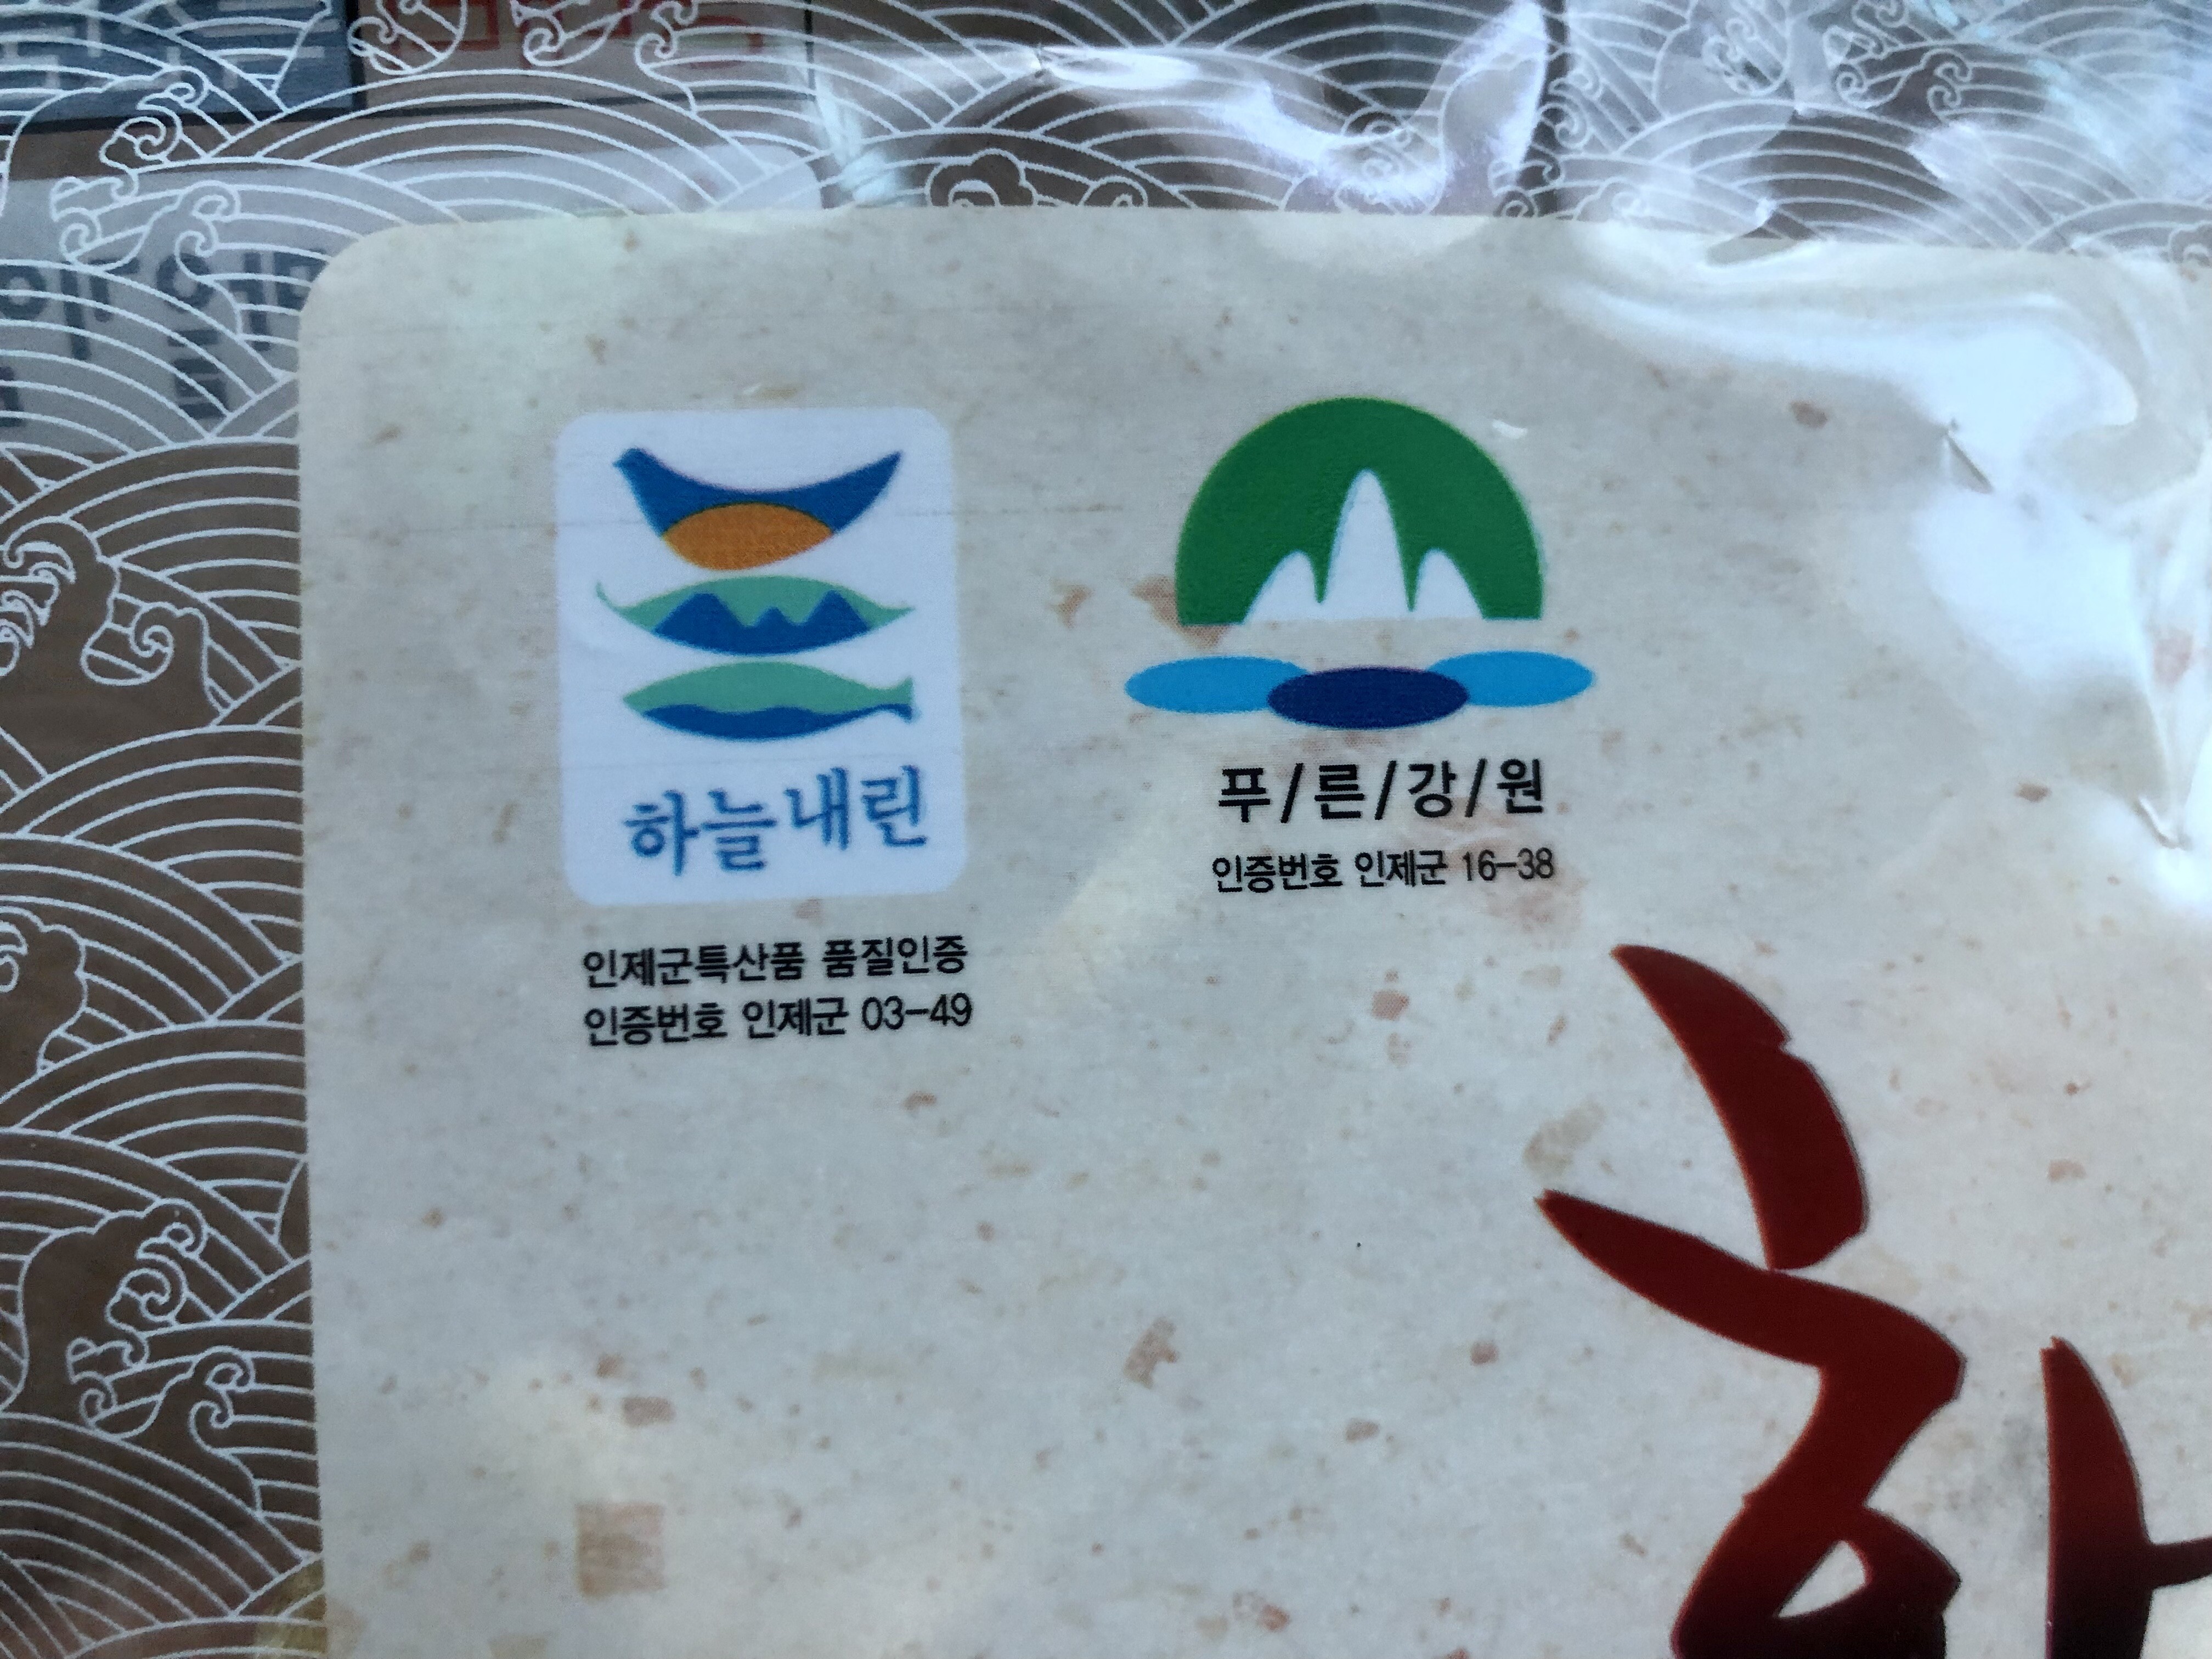 하늘내린
인제군특산품 품질인증
인증번호 인제군 03-49
푸/른/강/원
인증번호 인제군 16-38